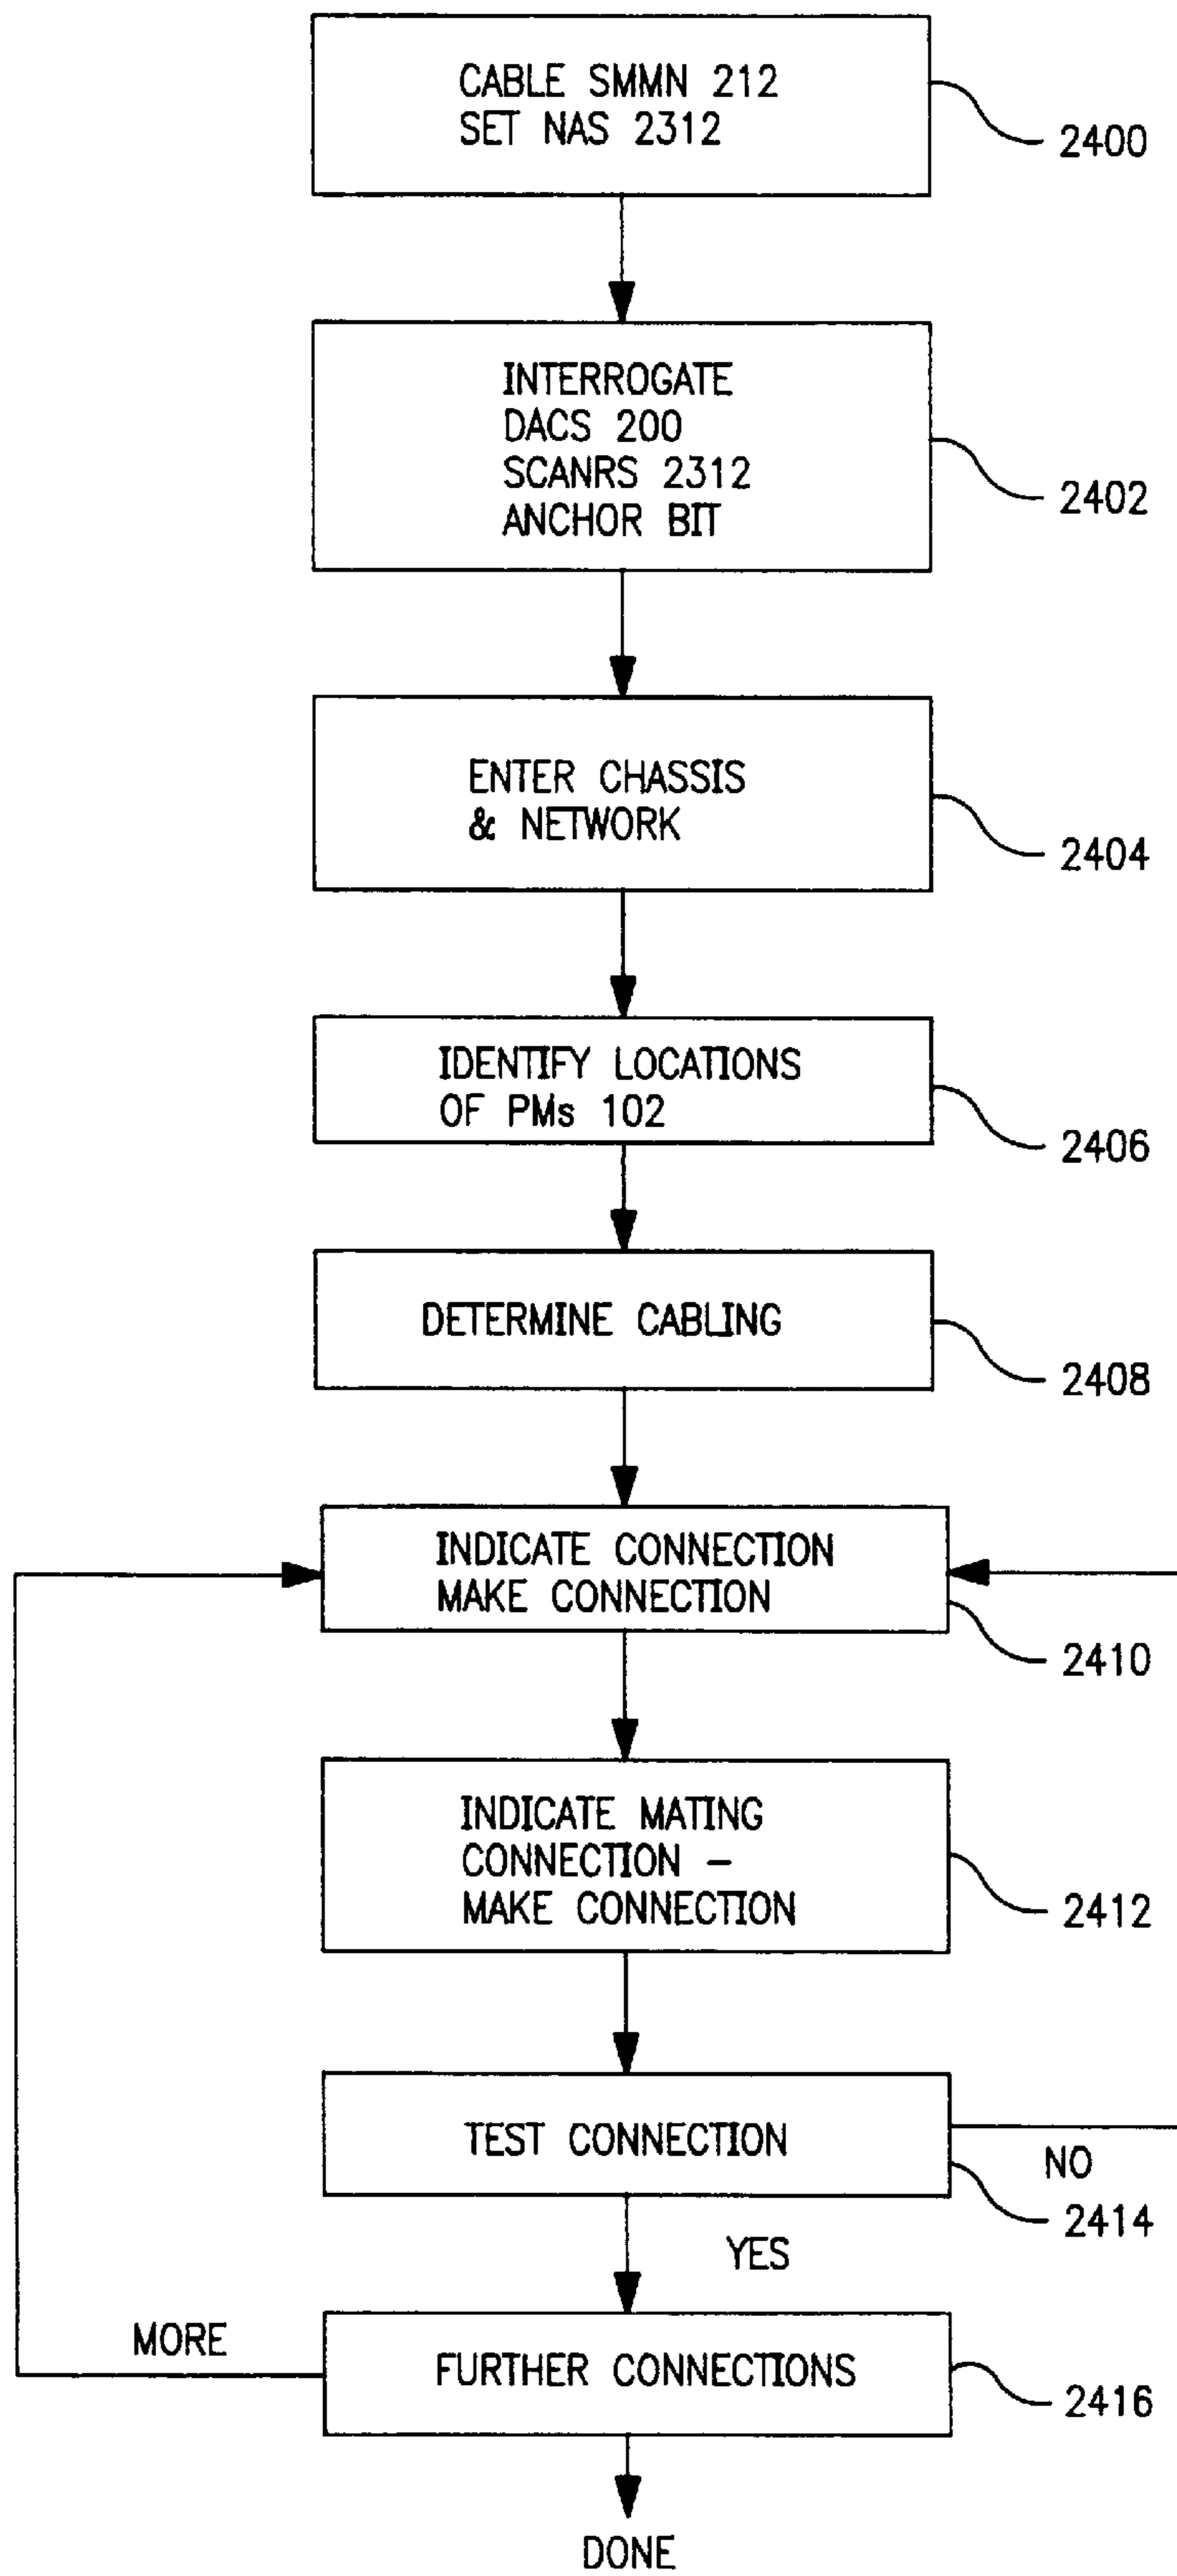 CABLE SMMN 212
SET NAS 2312
2400
INTERROGATE
DACS 200
SCANRS 2312
ANCHOR BIT
2402
ENTER CHASSIS
& NETWORK
2404
IDENTIFY LOCATIONS
OF PMs 102
2406
DETERMINE CABLING
2408
INDICATE CONNECTION
MAKE CONNECTION
2410
INDICATE MATING
CONNECTION –
MAKE CONNECTION
2412
TEST CONNECTION
NO
2414
YES
MORE
FURTHER CONNECTIONS
2416
DONE